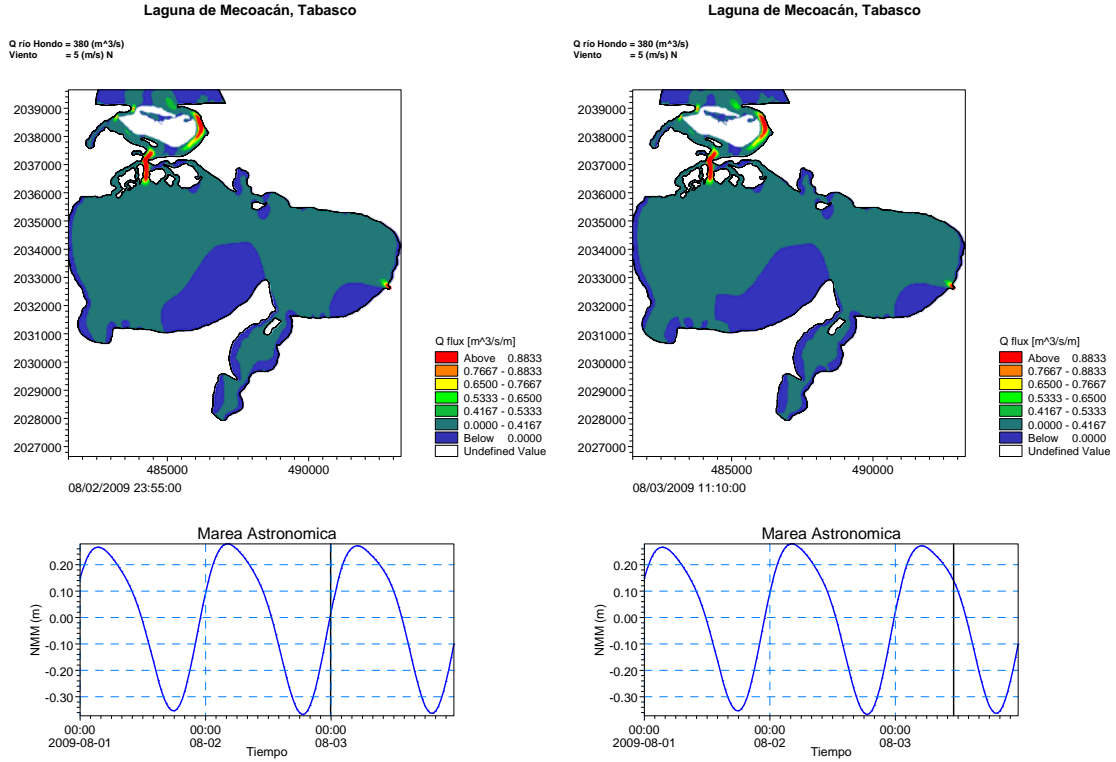 Laguna de Mecoacán, Tabasco
Q río Hondo = 380 (m^3/s)
Viento = 5 (m/s) N
2039000
2038000
2037000
2036000
2035000
2034000
2033000
2032000
2031000
2030000
2029000
2028000
2027000
485000
490000
08/02/2009 23:55:00
Q flux [m^3/s/m]
Above 0.8833
0.7667 - 0.8833
0.6500 - 0.7667
0.5333 - 0.6500
0.4167 - 0.5333
0.0000 - 0.4167
Below 0.0000
Undefined Value
Marea Astronomica
NMM (m)
0.20
0.10
0.00
-0.10
-0.20
-0.30
00:00
2009-08-01
00:00
08-02
00:00
08-03
Tiempo
Laguna de Mecoacán, Tabasco
Q río Hondo = 380 (m^3/s)
Viento = 5 (m/s) N
2039000
2038000
2037000
2036000
2035000
2034000
2033000
2032000
2031000
2030000
2029000
2028000
2027000
485000
490000
08/03/2009 11:10:00
Q flux [m^3/s/m]
Above 0.8833
0.7667 - 0.8833
0.6500 - 0.7667
0.5333 - 0.6500
0.4167 - 0.5333
0.0000 - 0.4167
Below 0.0000
Undefined Value
Marea Astronomica
NMM (m)
0.20
0.10
0.00
-0.10
-0.20
-0.30
00:00
2009-08-01
00:00
08-02
00:00
08-03
Tiempo